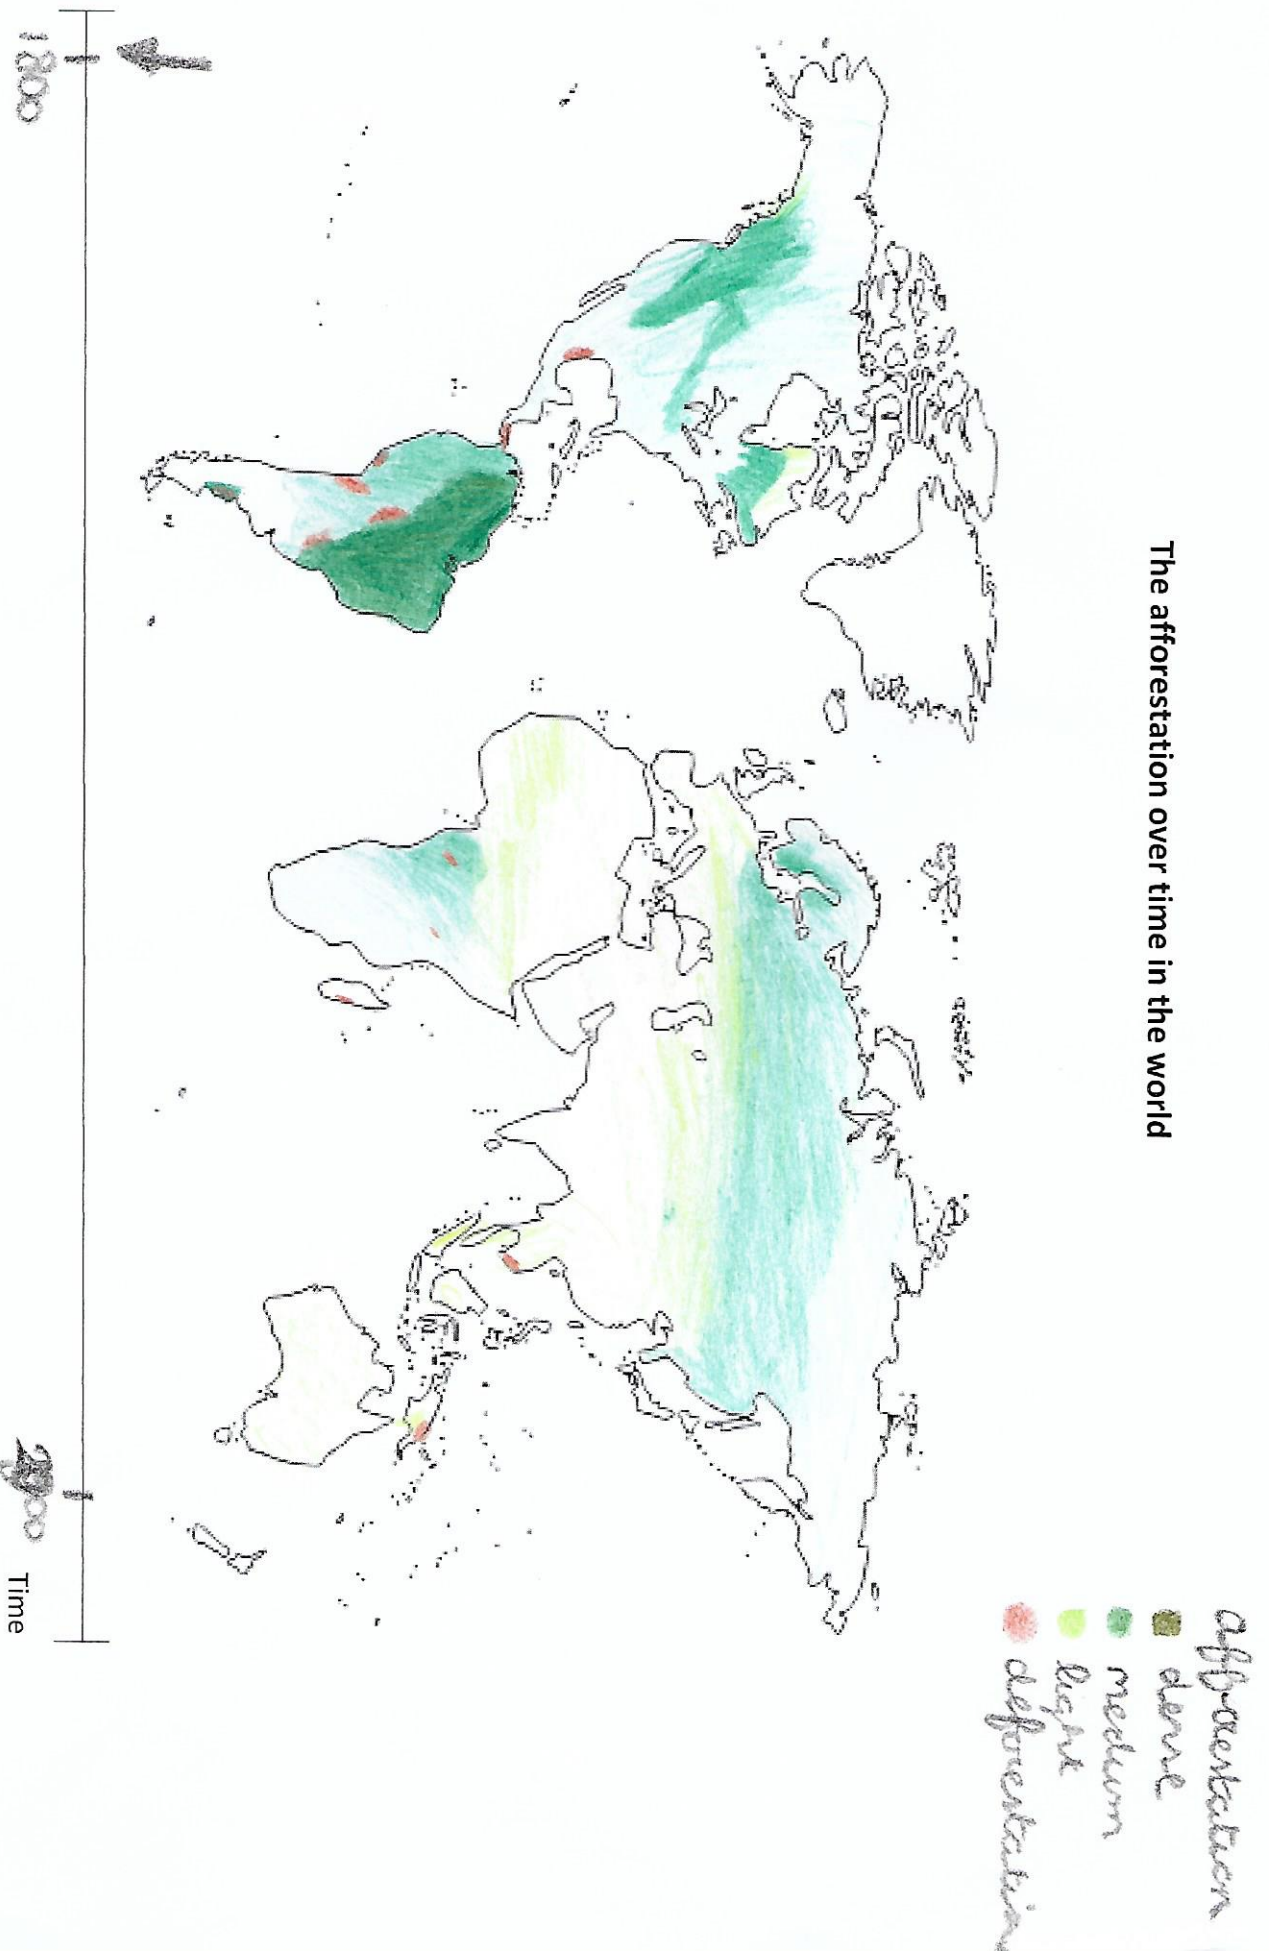 The afforestation over time in the world
afforestation
dense
medium
light
deforestation
1800
Time